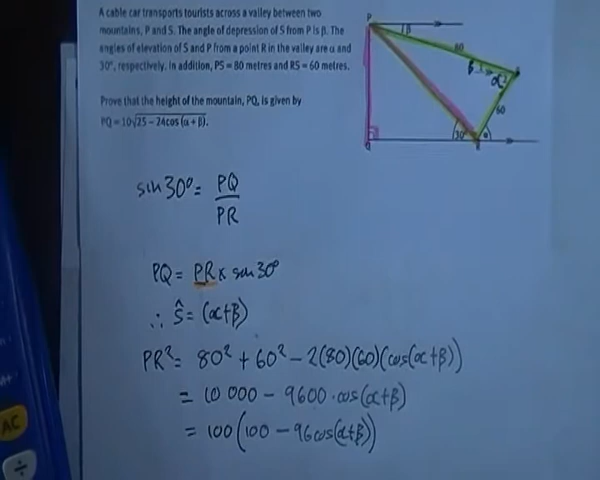 A cable car transports tourists across a valley between two
mountains, P and S. The angle of depression of S from P is β. The
angles of elevation of S and P from a point R in the valley are α and
30°, respectively. In addition, PS = 80 metres and RS = 60 metres.
Prove that the height of the mountain, PQ, is given by
PQ = 10√25 – 24cos(α + β).
P
β
80
β
α
60
30°
sin 30° = PQ
PR
PQ = PR x sin 30°
∴ Ŝ = (α+β)
PR² = 80² + 60² - 2(80)(60)(cos(α+β))
= 10 000 - 9600 · cos(α+β)
= 100(100 - 96cos(α+β))
AC
÷